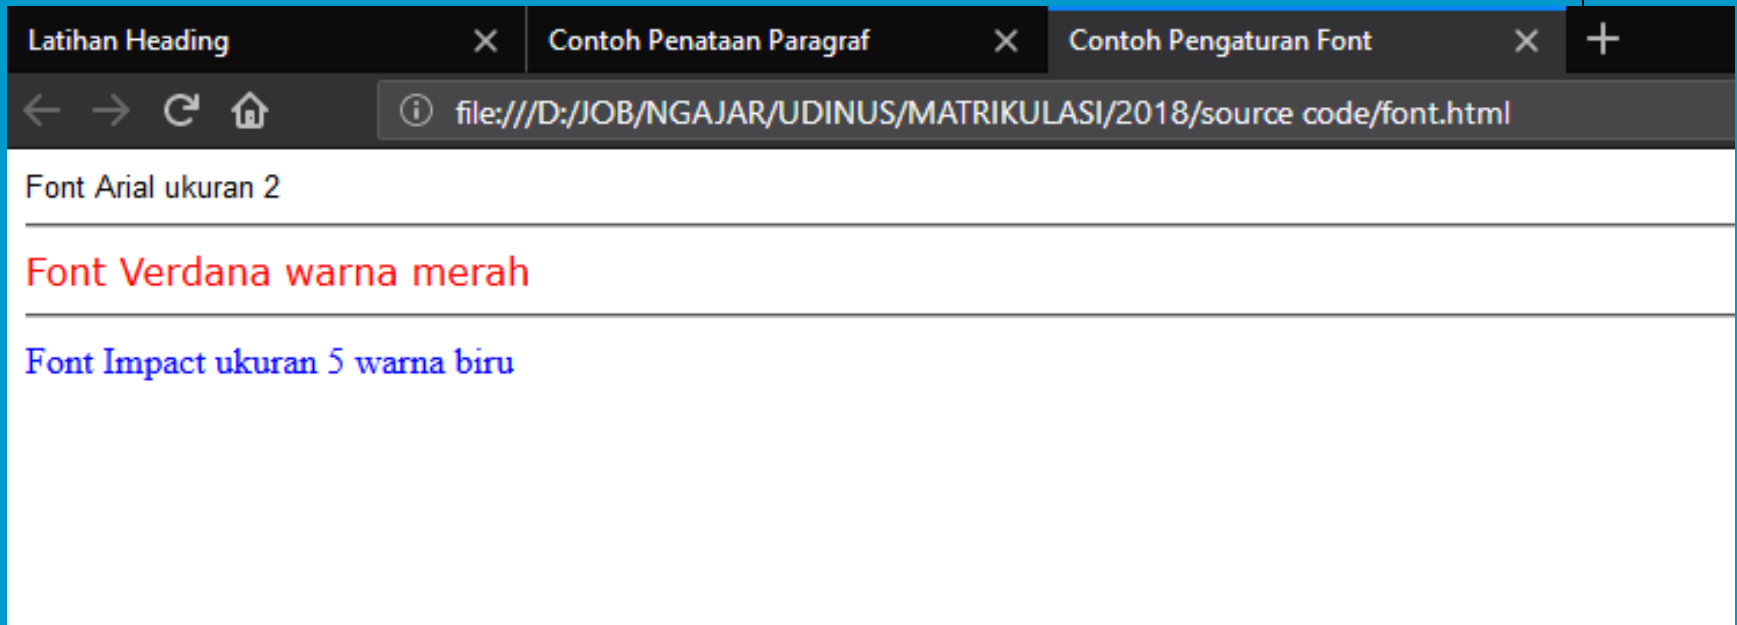 Latihan Heading
Contoh Penataan Paragraf
Contoh Pengaturan Font
file:///D:/JOB/NGAJAR/UDINUS/MATRIKULASI/2018/source code/font.html
Font Arial ukuran 2
Font Verdana warna merah
Font Impact ukuran 5 warna biru